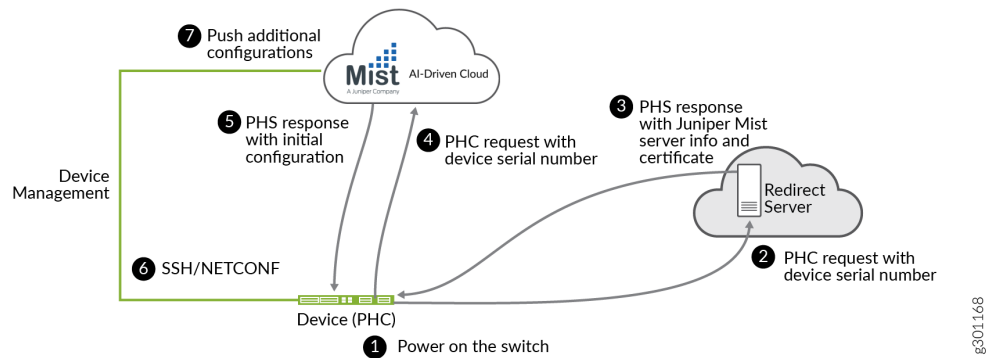 7 Push additional
configurations
Mist
A Juniper Company
AI-Driven Cloud
5 PHS response
with initial
configuration
4 PHC request with
device serial number
3 PHS response
with Juniper Mist
server info and
certificate
Redirect
Server
Device
Management
2 PHC request with
device serial number
6 SSH/NETCONF
Device (PHC)
1 Power on the switch
g301168